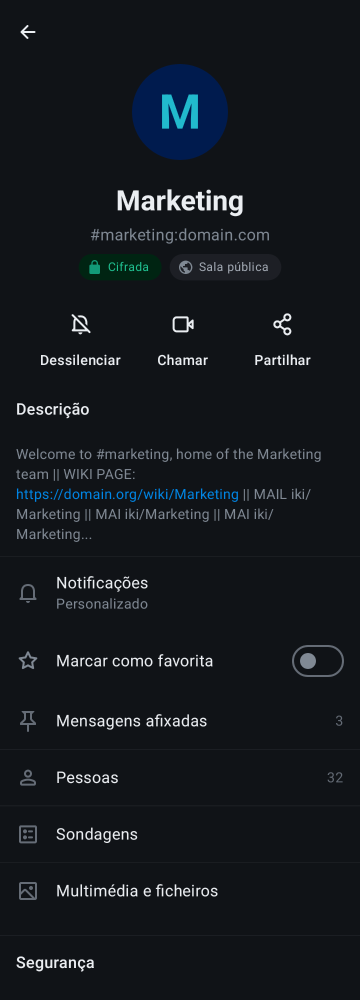 M
Marketing
#marketing:domain.com
Cifrada
Sala pública
Dessilenciar
Chamar
Partilhar
Descrição
Welcome to #marketing, home of the Marketing
team || WIKI PAGE:
https://domain.org/wiki/Marketing || MAIL iki/
Marketing || MAI iki/Marketing || MAI iki/
Marketing...
Notificações
Personalizado
Marcar como favorita
Mensagens afixadas 3
Pessoas 32
Sondagens
Multimédia e ficheiros
Segurança